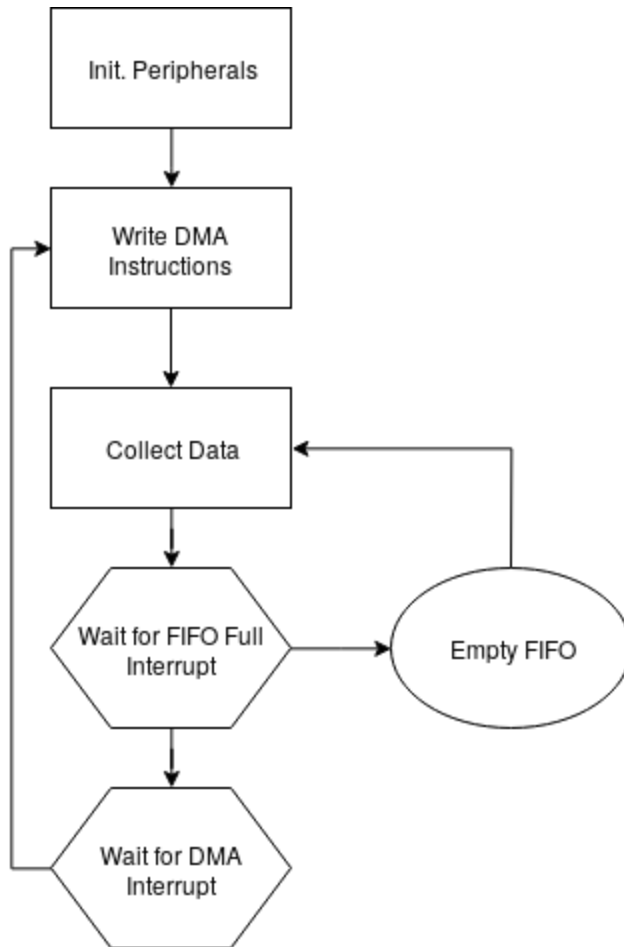 Init. Peripherals
Write DMA
Instructions
Collect Data
Wait for FIFO Full
Interrupt
Empty FIFO
Wait for DMA
Interrupt